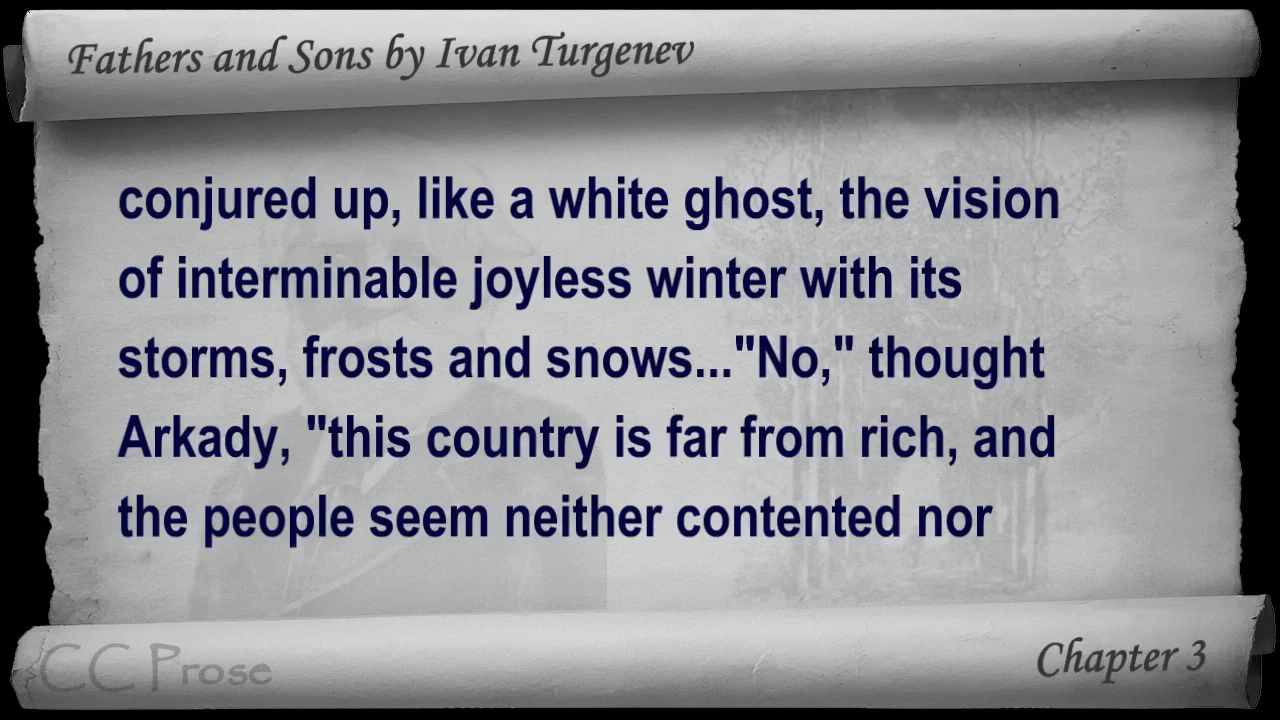 Fathers and Sons by Ivan Turgenev
conjured up, like a white ghost, the vision
of interminable joyless winter with its
storms, frosts and snows..."No," thought
Arkady, "this country is far from rich, and
the people seem neither contented nor
CC Prose
Chapter 3